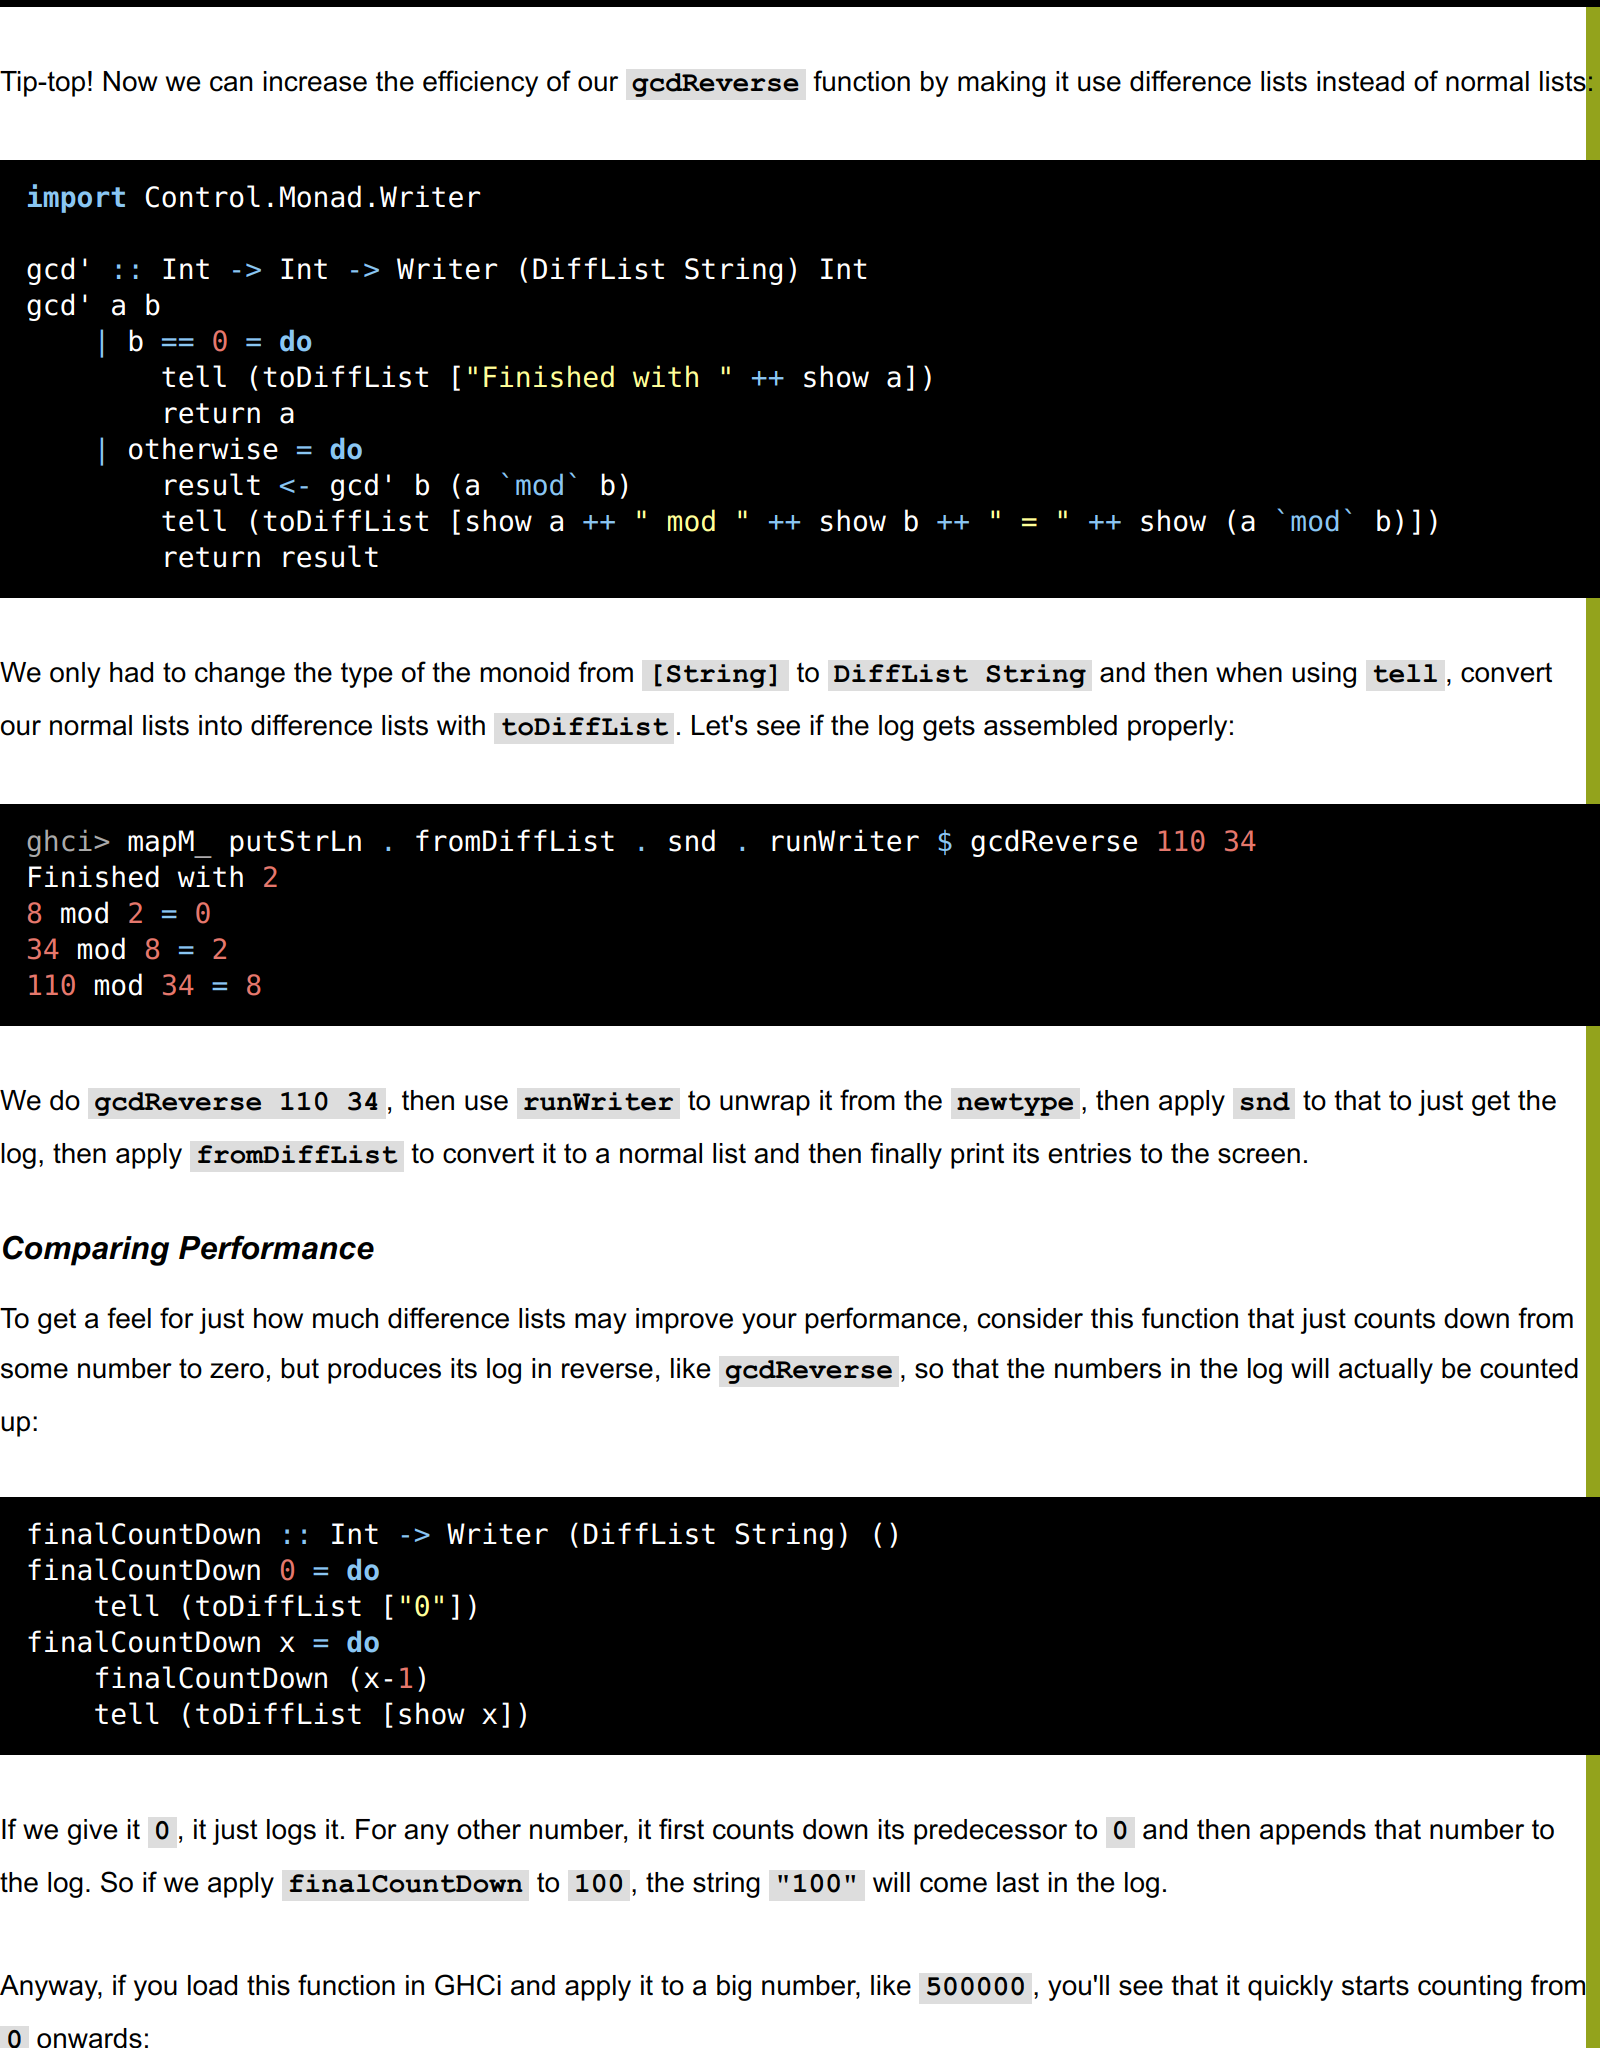 Tip-top! Now we can increase the efficiency of our gcdReverse function by making it use difference lists instead of normal lists:
import Control.Monad.Writer
gcd' :: Int -> Int -> Writer (DiffList String) Int
gcd' a b
    | b == 0 = do
        tell (toDiffList ["Finished with " ++ show a])
        return a
    | otherwise = do
        result <- gcd' b (a `mod` b)
        tell (toDiffList [show a ++ " mod " ++ show b ++ " = " ++ show (a `mod` b)])
        return result
We only had to change the type of the monoid from [String] to DiffList String and then when using tell, convert
our normal lists into difference lists with toDiffList. Let's see if the log gets assembled properly:
ghci> mapM_ putStrLn . fromDiffList . snd . runWriter $ gcdReverse 110 34
Finished with 2
8 mod 2 = 0
34 mod 8 = 2
110 mod 34 = 8
We do gcdReverse 110 34, then use runWriter to unwrap it from the newtype, then apply snd to that to just get the
log, then apply fromDiffList to convert it to a normal list and then finally print its entries to the screen.
Comparing Performance
To get a feel for just how much difference lists may improve your performance, consider this function that just counts down from
some number to zero, but produces its log in reverse, like gcdReverse, so that the numbers in the log will actually be counted
up:
finalCountDown :: Int -> Writer (DiffList String) ()
finalCountDown 0 = do
    tell (toDiffList ["0"])
finalCountDown x = do
    finalCountDown (x-1)
    tell (toDiffList [show x])
If we give it 0, it just logs it. For any other number, it first counts down its predecessor to 0 and then appends that number to
the log. So if we apply finalCountDown to 100, the string "100" will come last in the log.
Anyway, if you load this function in GHCi and apply it to a big number, like 500000, you'll see that it quickly starts counting from
0 onwards: